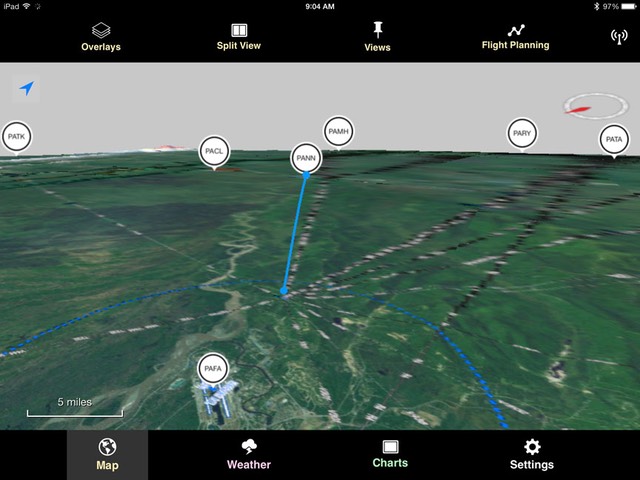 iPad 9:04 AM 97%
Overlays Split View Views Flight Planning
PATK PACL PANN PAMH PARY PATA
PAFA
5 miles
Map Weather Charts Settings